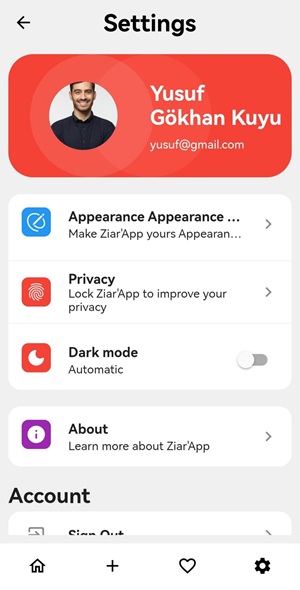 Settings
Yusuf
Gökhan Kuyu
yusuf@gmail.com
Appearance Appearance ...
Make Ziar'App yours Appearan...
Privacy
Lock Ziar'App to improve your
privacy
Dark mode
Automatic
About
Learn more about Ziar'App
Account
Sign Out